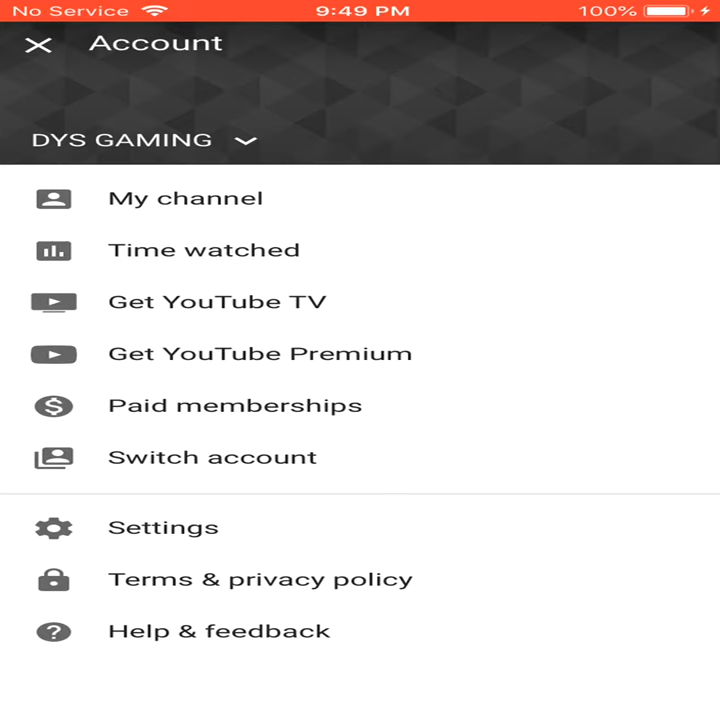 No Service 9:49 PM 100%
Account
DYS GAMING
My channel
Time watched
Get YouTube TV
Get YouTube Premium
Paid memberships
Switch account
Settings
Terms & privacy policy
Help & feedback